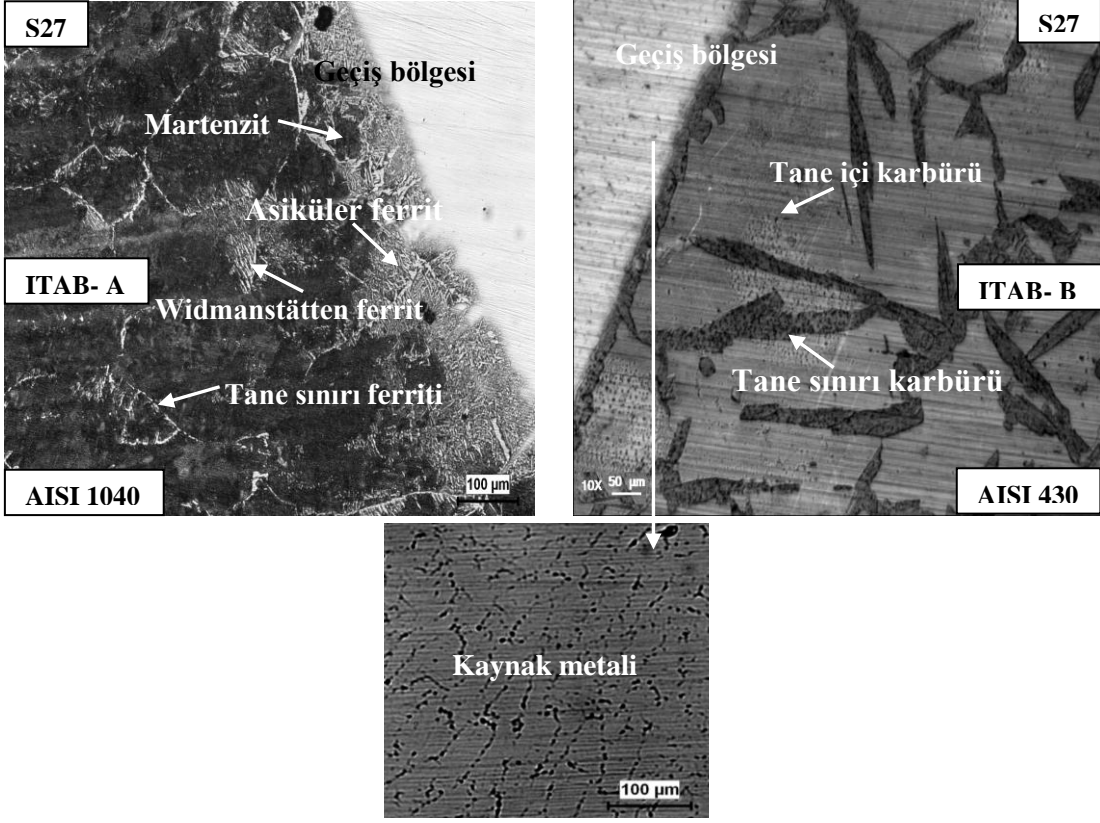 S27
Geçiş bölgesi
Martenzit
Asiküler ferrit
ITAB- A
Widmanstätten ferrit
Tane sınırı ferriti
AISI 1040
100 µm
S27
Geçiş bölgesi
Tane içi karbürü
ITAB- B
Tane sınırı karbürü
10X 50 µm
AISI 430
Kaynak metali
100 µm